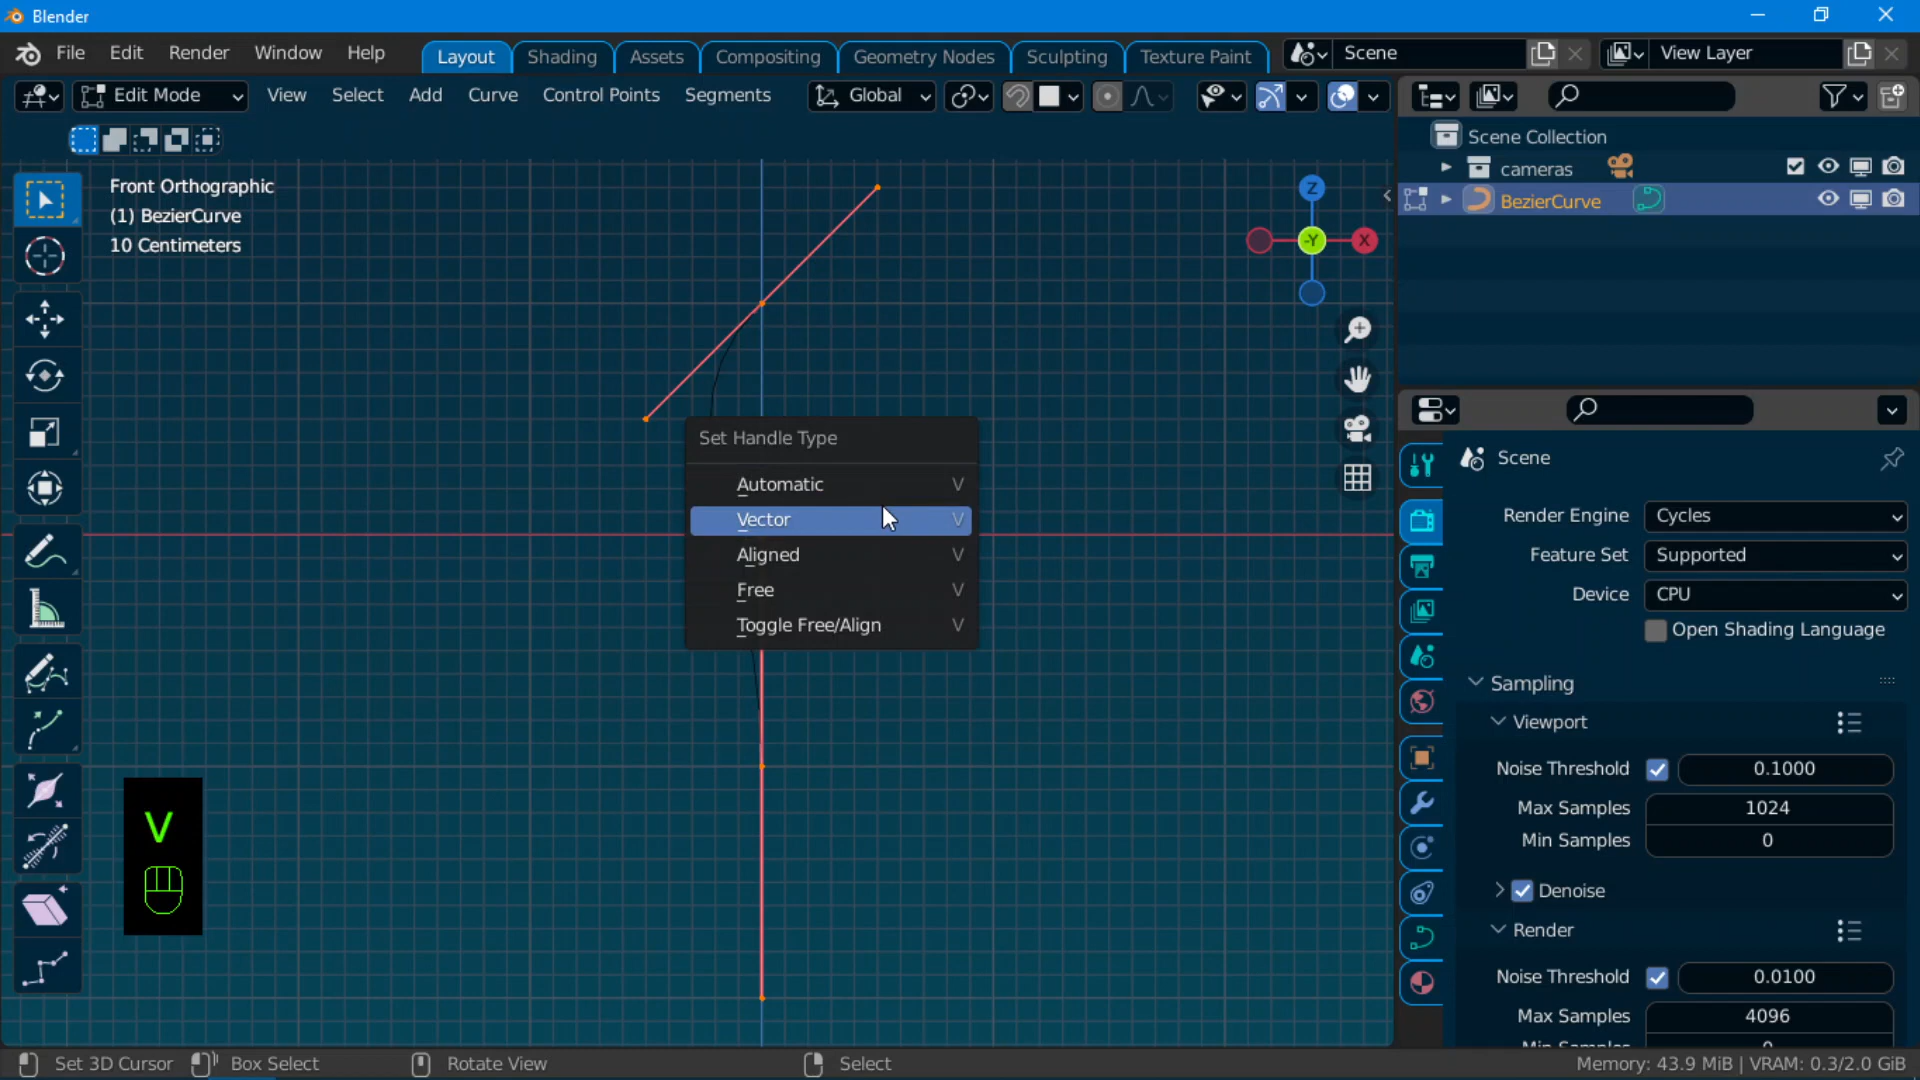 Blender
File Edit Render Window Help
Layout Shading Assets Compositing Geometry Nodes Sculpting Texture Paint
Scene
View Layer
Edit Mode View Select Add Curve Control Points Segments
Global
Front Orthographic
(1) BezierCurve
10 Centimeters
Z
-Y
X
Scene Collection
cameras
BezierCurve
Set Handle Type
Automatic V
Vector V
Aligned V
Free V
Toggle Free/Align V
V
Scene
Render Engine Cycles
Feature Set Supported
Device CPU
Open Shading Language
Sampling
Viewport
Noise Threshold 0.1000
Max Samples 1024
Min Samples 0
Denoise
Render
Noise Threshold 0.0100
Max Samples 4096
Min Samples 0
Set 3D Cursor Box Select Rotate View Select
Memory: 43.9 MiB | VRAM: 0.3/2.0 GiB